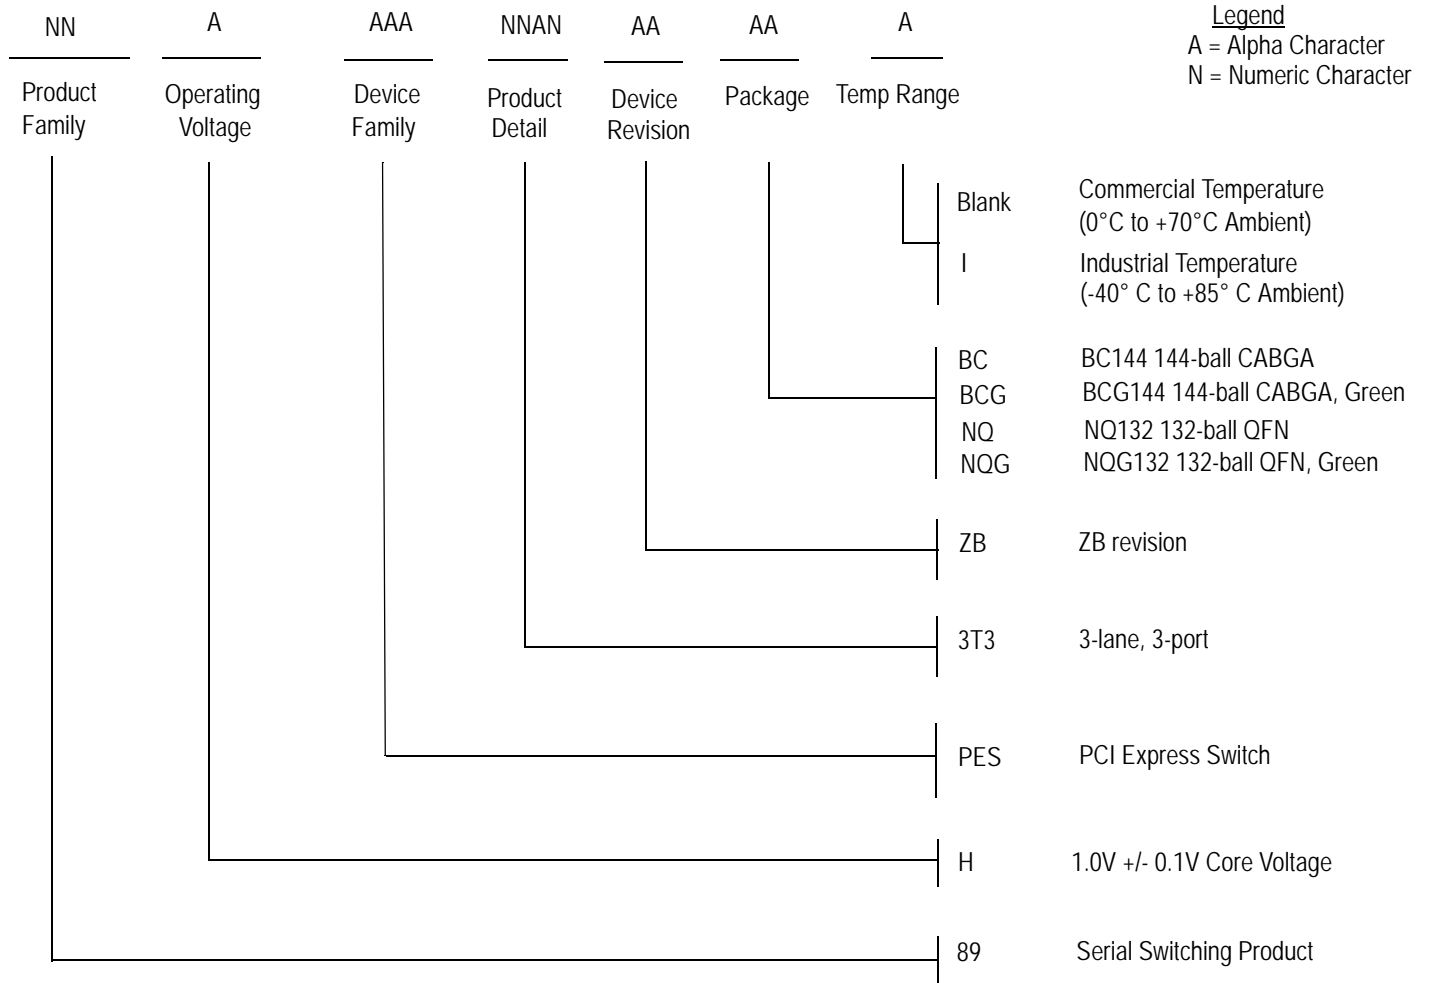 NN A AAA NNAN AA AA A
Product Family
Operating Voltage
Device Family
Product Detail
Device Revision
Package
Temp Range
Legend
A = Alpha Character
N = Numeric Character
Blank Commercial Temperature
(0°C to +70°C Ambient)
I Industrial Temperature
(-40° C to +85° C Ambient)
BC BC144 144-ball CABGA
BCG BCG144 144-ball CABGA, Green
NQ NQ132 132-ball QFN
NQG NQG132 132-ball QFN, Green
ZB ZB revision
3T3 3-lane, 3-port
PES PCI Express Switch
H 1.0V +/- 0.1V Core Voltage
89 Serial Switching Product